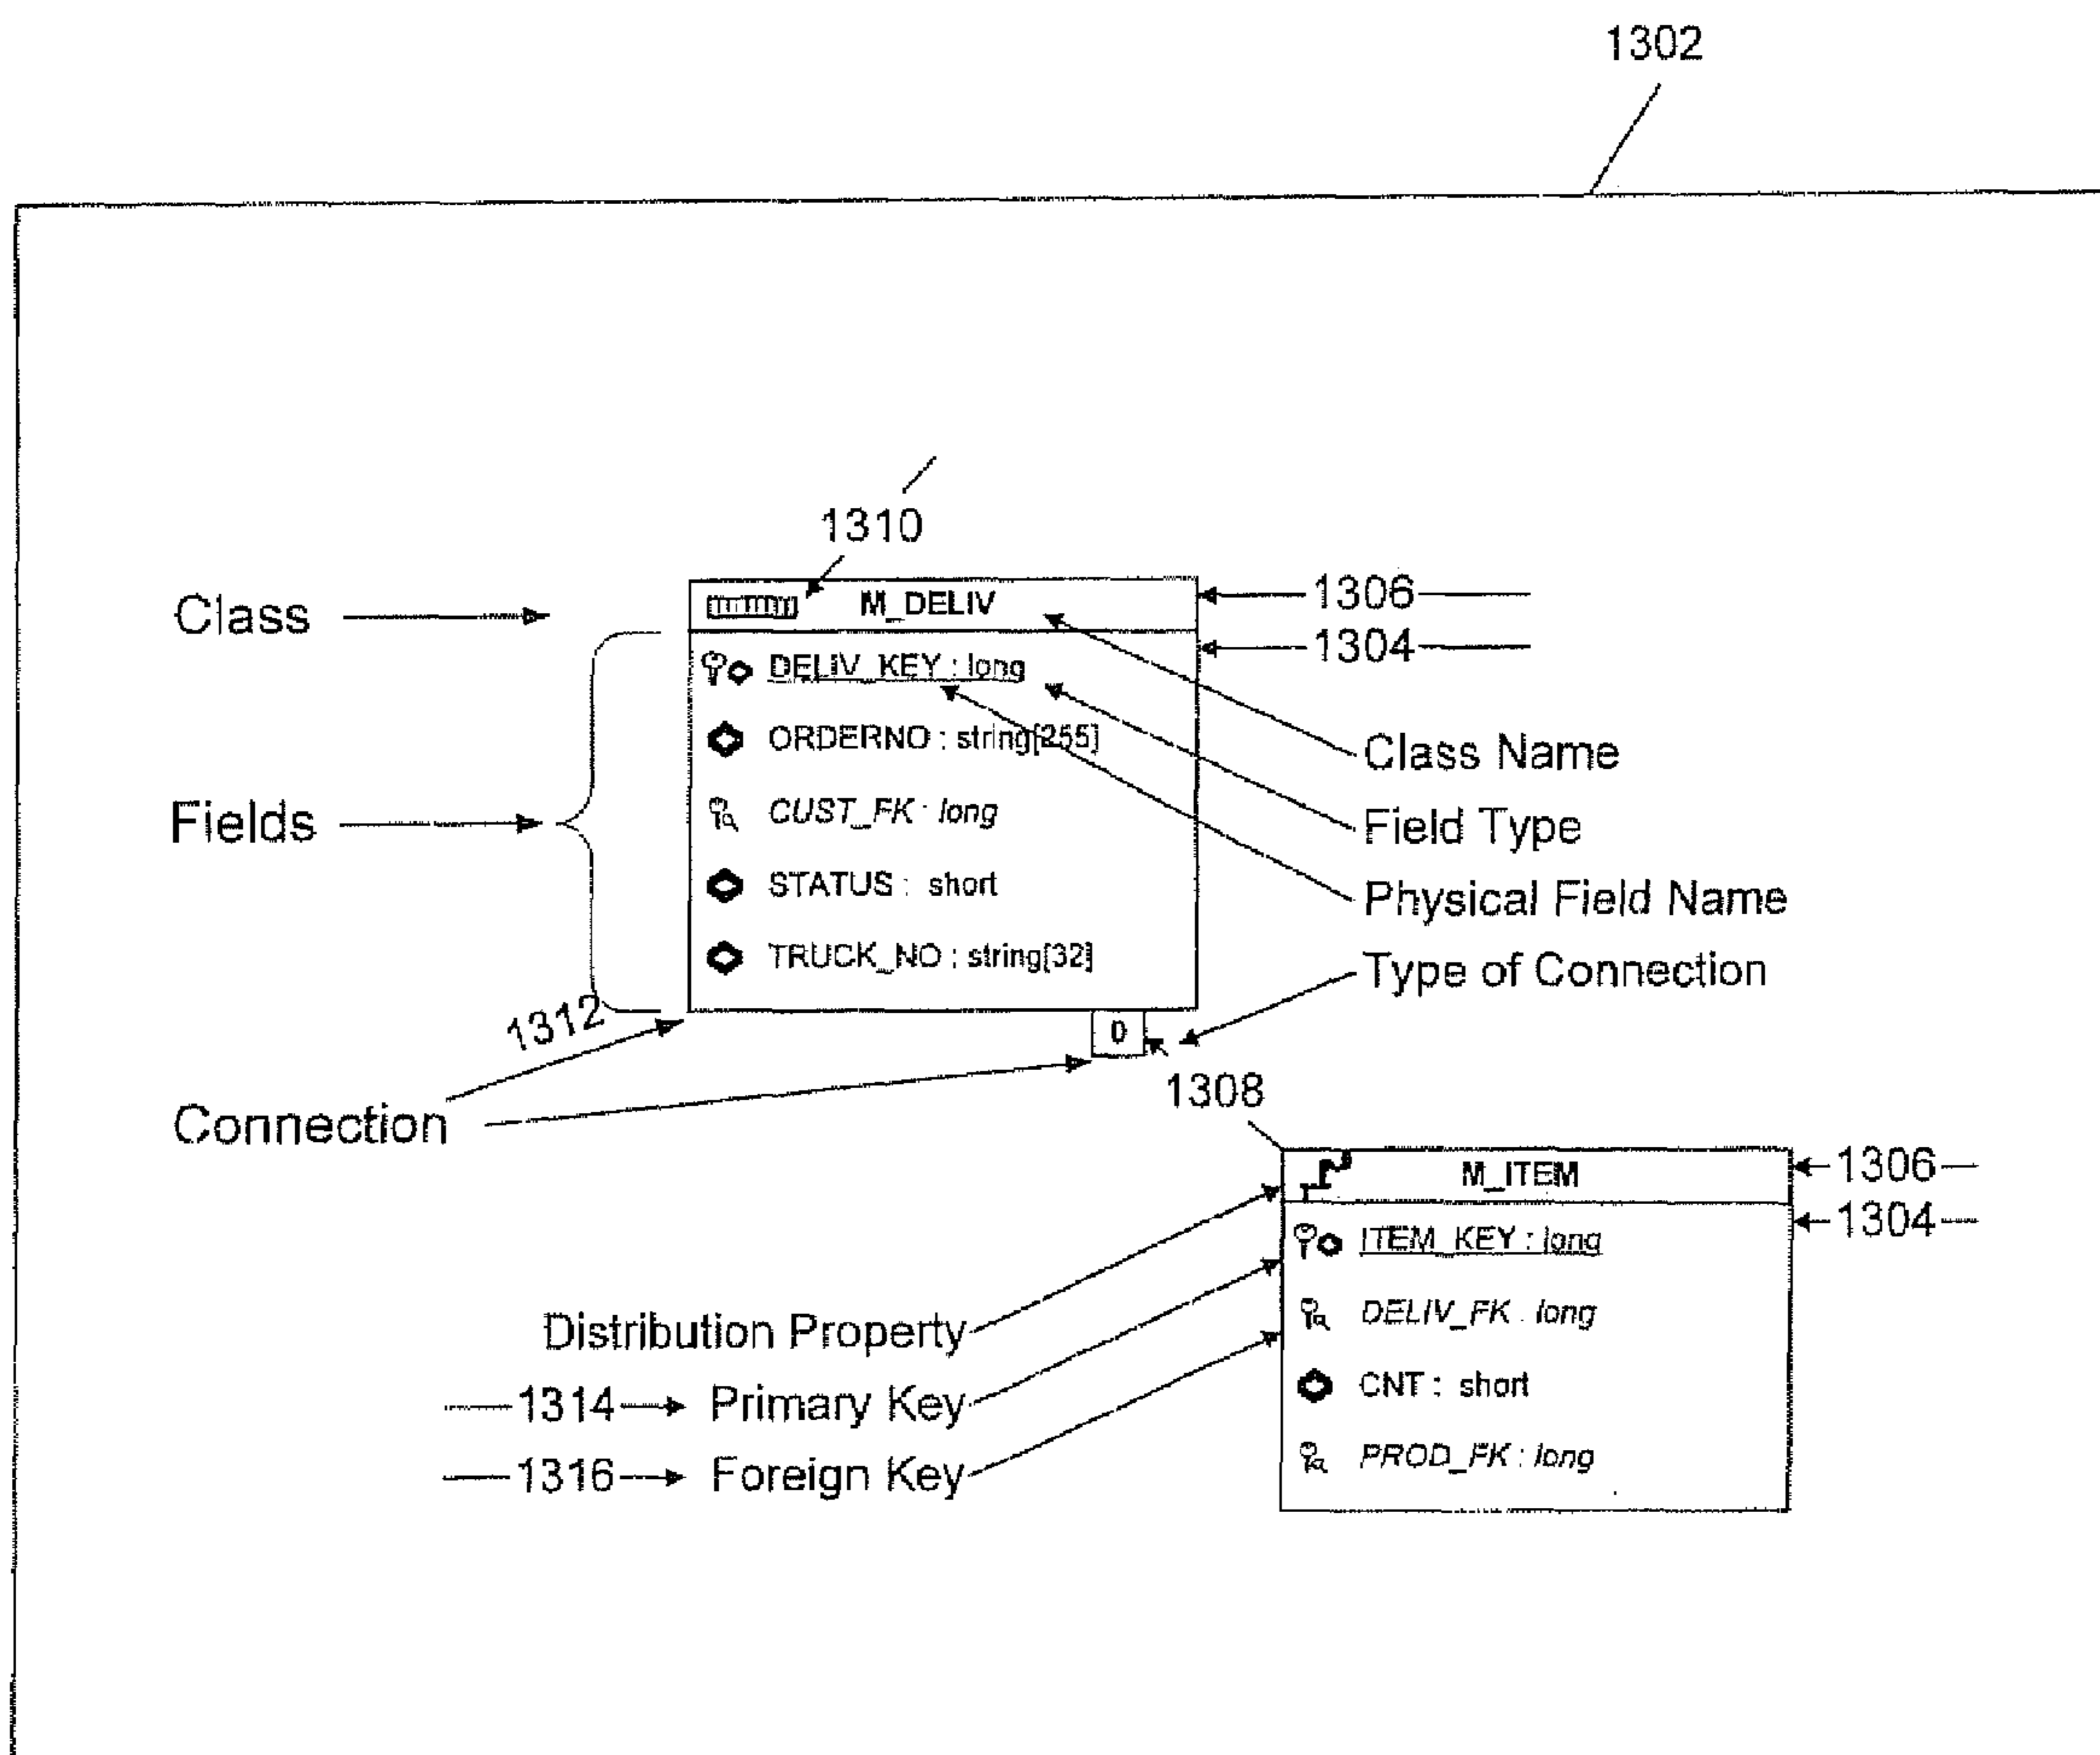 1302
1310
Class
M_DELIV
1306
1304
DELIV_KEY : long
ORDERNO : string[255]
Class Name
Fields
CUST_FK : long
Field Type
STATUS : short
Physical Field Name
TRUCK_NO : string[32]
Type of Connection
1312
0
1308
Connection
M_ITEM
1306
1304
ITEM_KEY : long
DELIV_FK : long
Distribution Property
1314
Primary Key
CNT : short
1316
Foreign Key
PROD_FK : long